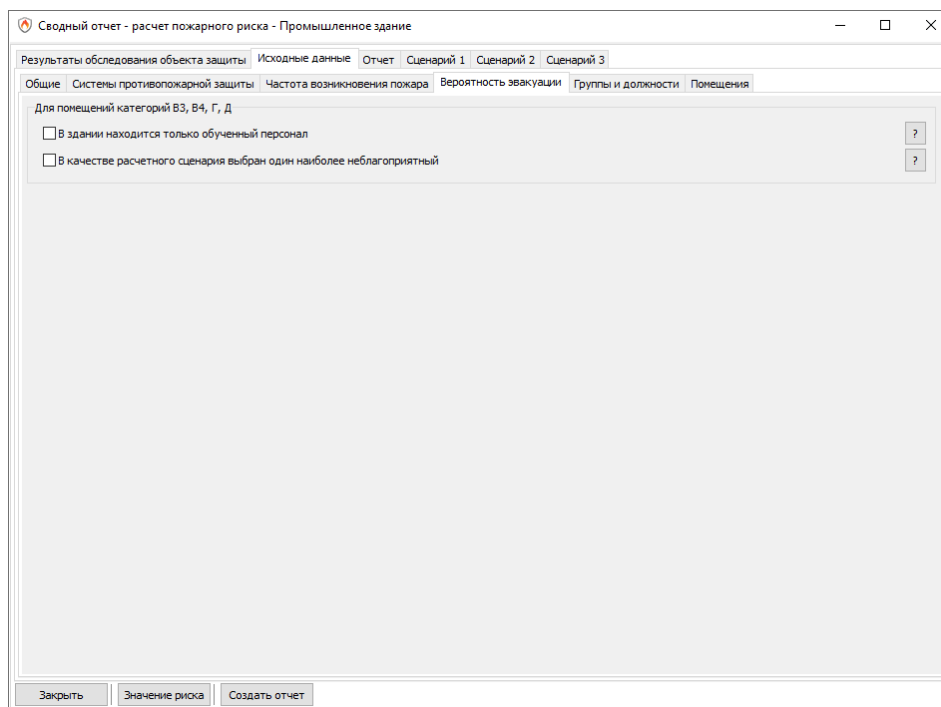 Сводный отчет - расчет пожарного риска - Промышленное здание
Результаты обследования объекта защиты Исходные данные Отчет Сценарий 1 Сценарий 2 Сценарий 3
Общие Системы противопожарной защиты Частота возникновения пожара Вероятность эвакуации Группы и должности Помещения
Для помещений категорий В3, В4, Г, Д
В здании находится только обученный персонал ?
В качестве расчетного сценария выбран один наиболее неблагоприятный ?
Закрыть Значение риска Создать отчет